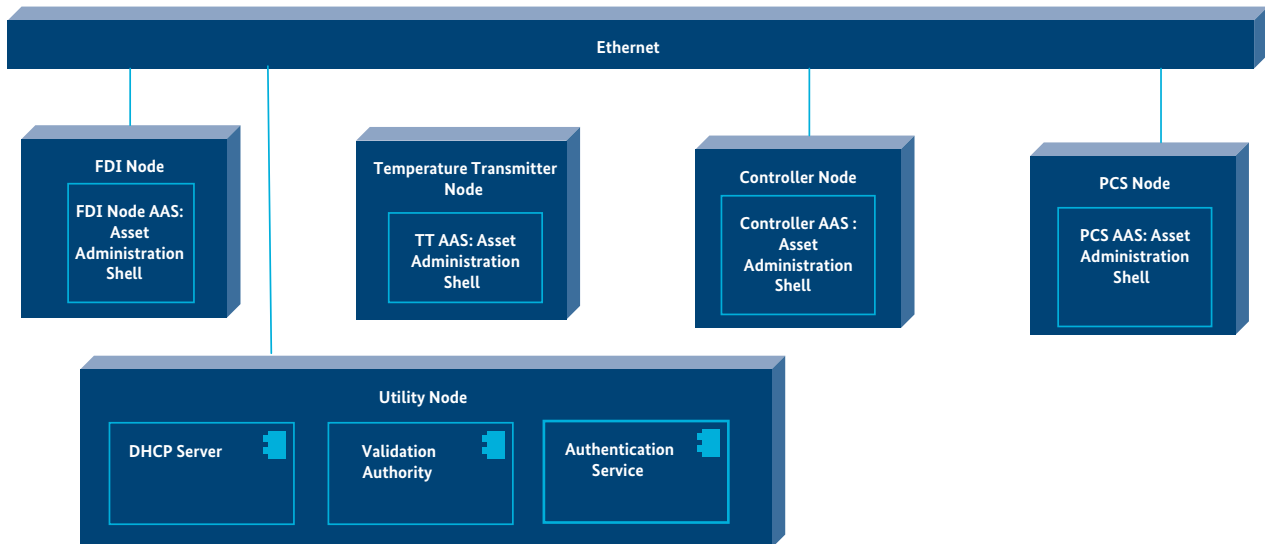 Ethernet
FDI Node
FDI Node AAS:
Asset
Administration
Shell
Temperature Transmitter
Node
TT AAS: Asset
Administration
Shell
Controller Node
Controller AAS :
Asset
Administration
Shell
PCS Node
PCS AAS: Asset
Administration
Shell
Utility Node
DHCP Server
Validation
Authority
Authentication
Service